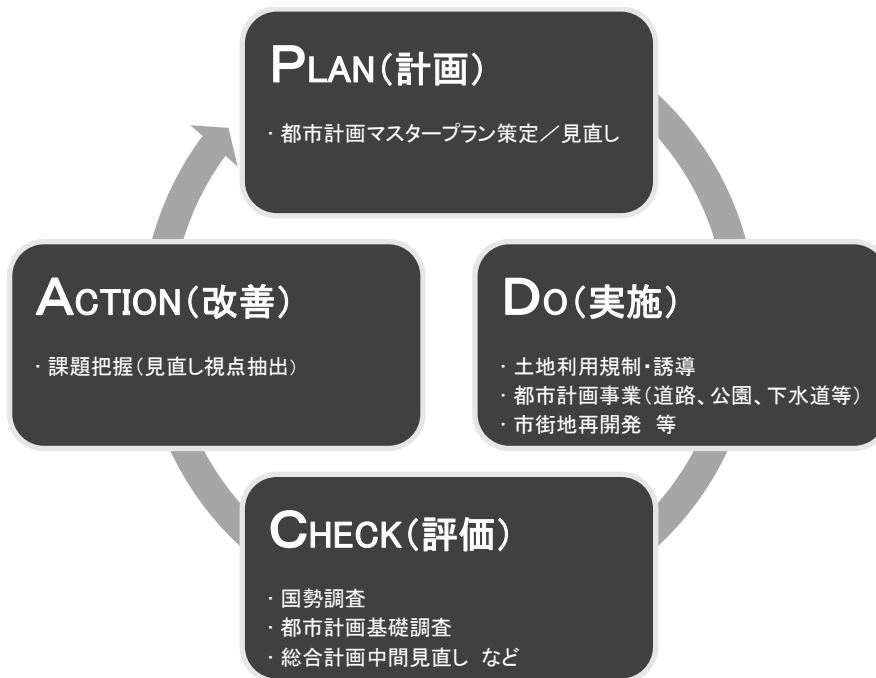 PLAN(計画)
・都市計画マスタープラン策定／見直し
ACTION(改善)
・課題把握(見直し視点抽出)
DO(実施)
・土地利用規制・誘導
・都市計画事業(道路、公園、下水道等)
・市街地再開発 等
CHECK(評価)
・国勢調査
・都市計画基礎調査
・総合計画中間見直し など